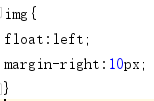 img{
float:left;
margin-right:10px;
}